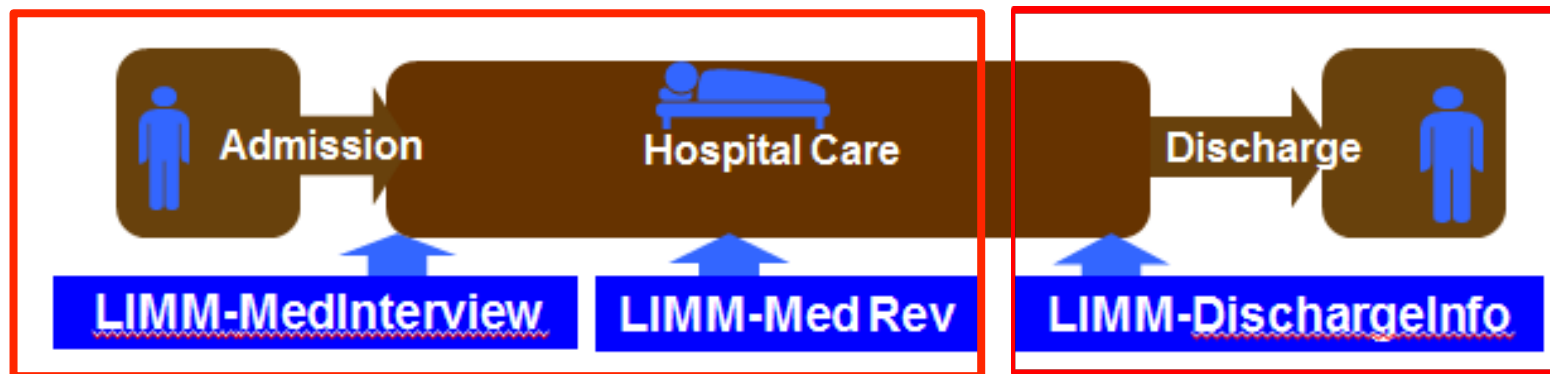 Admission
Hospital Care
Discharge
LIMM-MedInterview
LIMM-Med Rev
LIMM-DischargeInfo